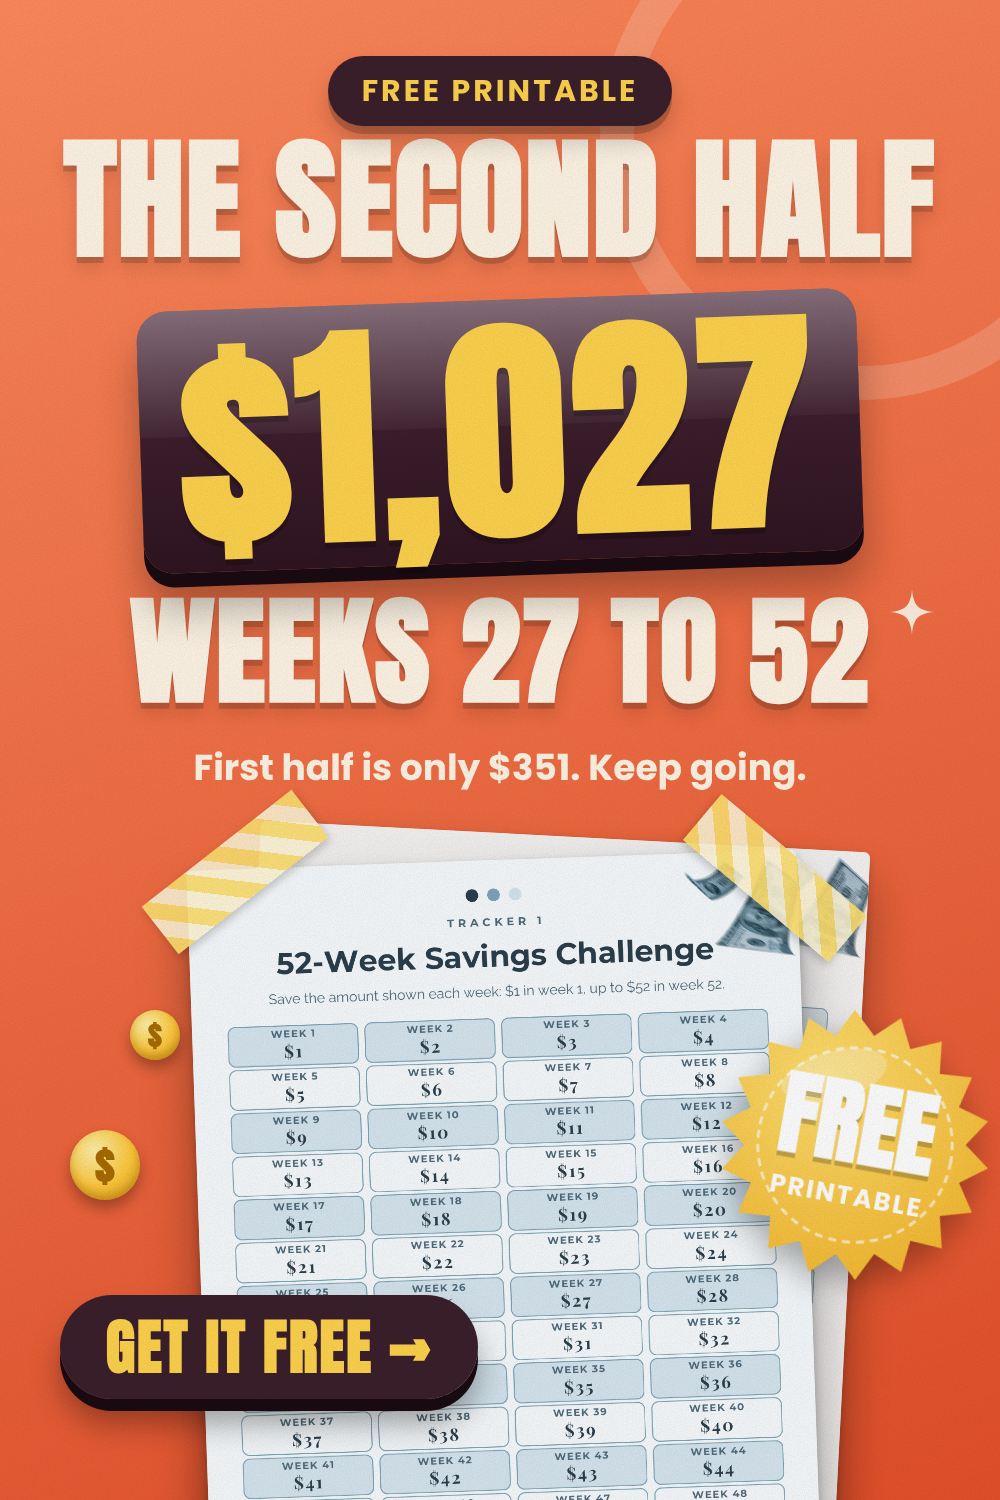 FREE PRINTABLE
THE SECOND HALF
$1,027
WEEKS 27 TO 52
First half is only $351. Keep going.
TRACKER 1
52-Week Savings Challenge
Save the amount shown each week: $1 in week 1, up to $52 in week 52.
WEEK 1 WEEK 2 WEEK 3 WEEK 4
$1 $2 $3 $4
WEEK 5 WEEK 6 WEEK 7 WEEK 8
$5 $6 $7 $8
WEEK 9 WEEK 10 WEEK 11 WEEK 12
$9 $10 $11 $12
WEEK 13 WEEK 14 WEEK 15 WEEK 16
$13 $14 $15 $16
WEEK 17 WEEK 18 WEEK 19 WEEK 20
$17 $18 $19 $20
WEEK 21 WEEK 22 WEEK 23 WEEK 24
$21 $22 $23 $24
WEEK 25 WEEK 26 WEEK 27 WEEK 28
$27 $28
WEEK 31 WEEK 32
$31 $32
WEEK 35 WEEK 36
$35 $36
WEEK 37 WEEK 38 WEEK 39 WEEK 40
$37 $38 $39 $40
WEEK 41 WEEK 42 WEEK 43 WEEK 44
$41 $42 $43 $44
WEEK 47 WEEK 48
$
$
FREE
PRINTABLE
GET IT FREE →